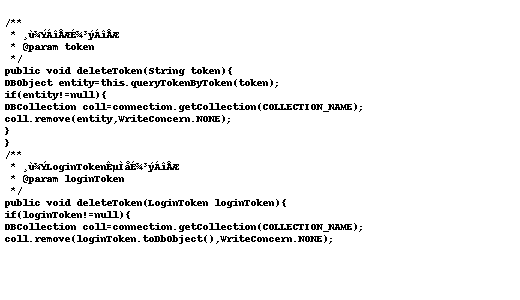 /**
* ¸ù¾ÝÁîÅÆÉ¾³ýÁîÅÆ
* @param token
*/
public void deleteToken(String token){
DBObject entity=this.queryTokenByToken(token);
if(entity!=null){
DBCollection coll=connection.getCollection(COLLECTION_NAME);
coll.remove(entity,WriteConcern.NONE);
}
}
/**
* ¸ù¾ÝLoginTokenÊµÌåÉ¾³ýÁîÅÆ
* @param loginToken
*/
public void deleteToken(LoginToken loginToken){
if(loginToken!=null){
DBCollection coll=connection.getCollection(COLLECTION_NAME);
coll.remove(loginToken.toDbObject(),WriteConcern.NONE);